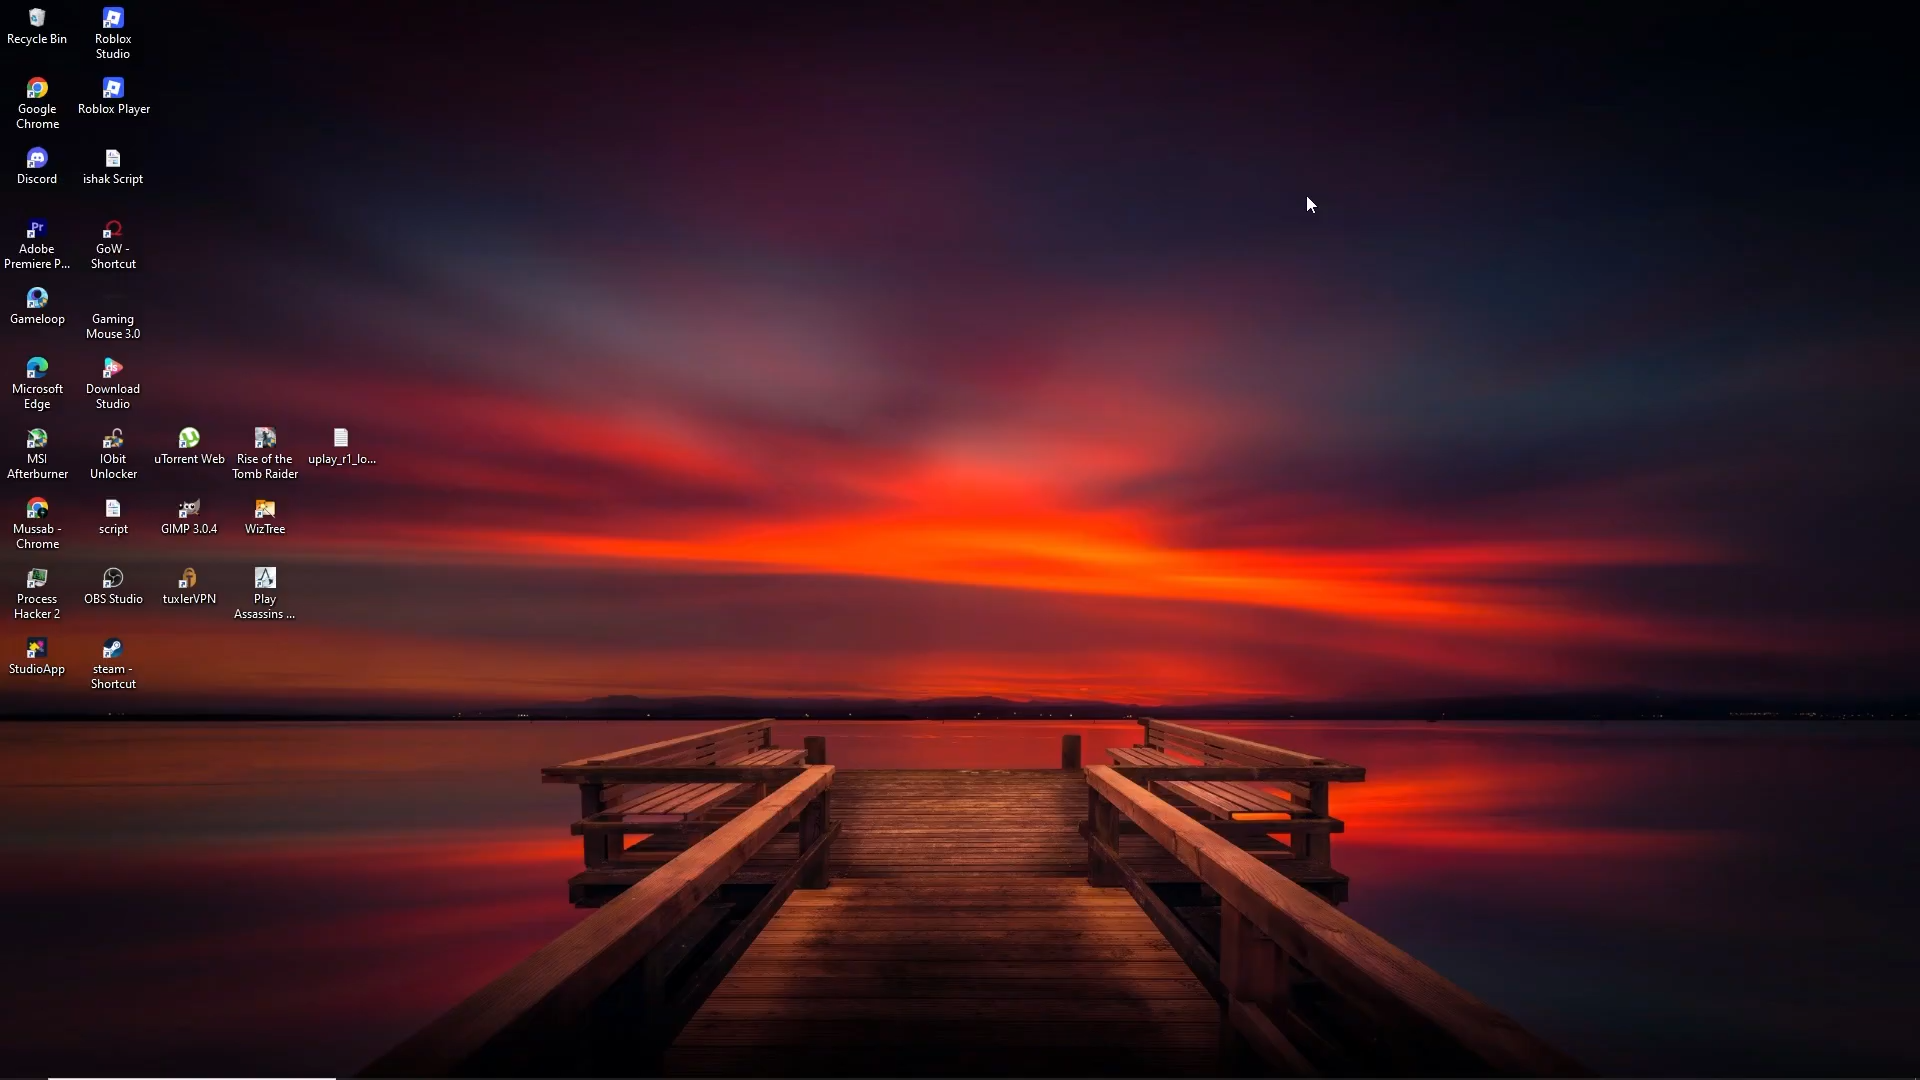 Recycle Bin
Roblox
Studio
Google
Chrome
Roblox Player
Discord
ishak Script
Adobe
Premiere P...
GoW -
Shortcut
Gameloop
Gaming
Mouse 3.0
Microsoft
Edge
Download
Studio
MSI
Afterburner
IObit
Unlocker
uTorrent Web
Rise of the
Tomb Raider
uplay_r1_lo...
Mussab -
Chrome
script
GIMP 3.0.4
WizTree
Process
Hacker 2
OBS Studio
tuxlerVPN
Play
Assassins ...
StudioApp
steam -
Shortcut